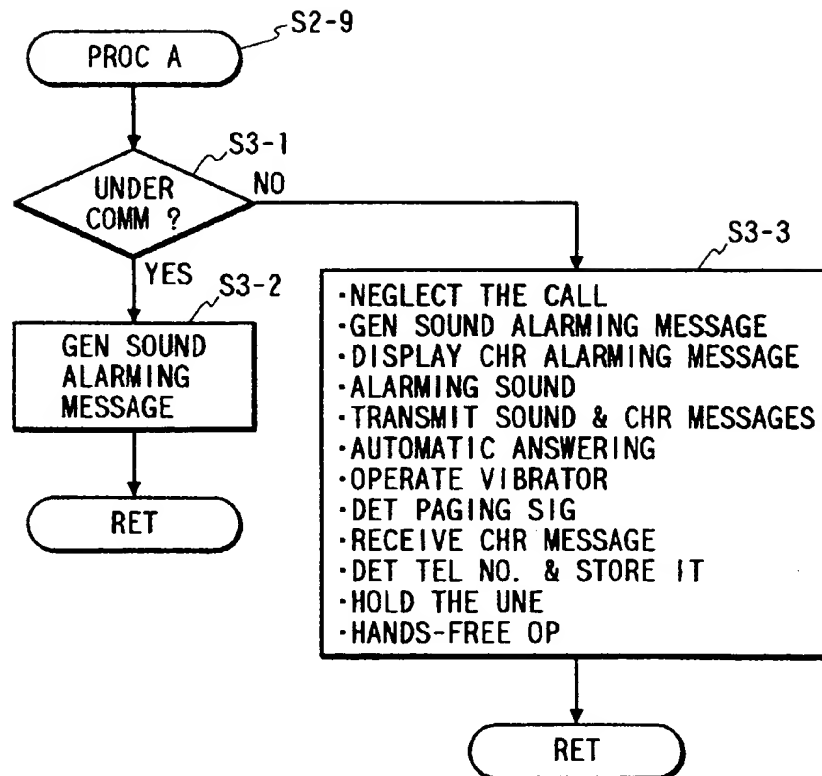 S2-9
PROC A
S3-1
UNDER
COMM ?
NO
YES
S3-2
GEN SOUND
ALARMING
MESSAGE
RET
S3-3
·NEGLECT THE CALL
·GEN SOUND ALARMING MESSAGE
·DISPLAY CHR ALARMING MESSAGE
·ALARMING SOUND
·TRANSMIT SOUND & CHR MESSAGES
·AUTOMATIC ANSWERING
·OPERATE VIBRATOR
·DET PAGING SIG
·RECEIVE CHR MESSAGE
·DET TEL NO. & STORE IT
·HOLD THE UNE
·HANDS-FREE OP
RET